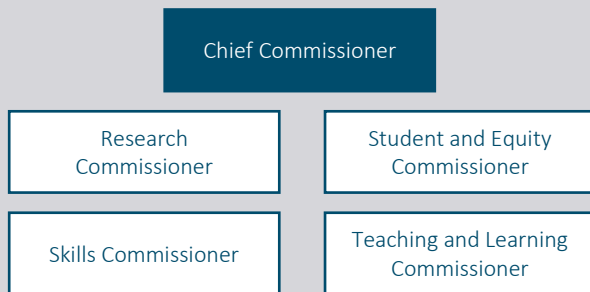 Chief Commissioner
Research
Commissioner
Student and Equity
Commissioner
Skills Commissioner
Teaching and Learning
Commissioner